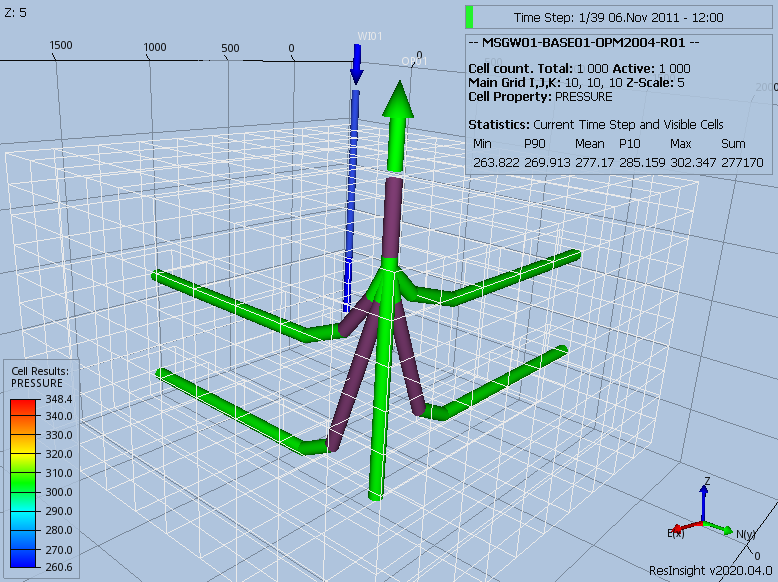 Z: 5
Time Step: 1/39 06.Nov 2011 - 12:00
WI01
-- MSGW01-BASE01-OPM2004-R01 --
1500 1000 500 0 0
OP01
Cell count. Total: 1 000 Active: 1 000
Main Grid I,J,K: 10, 10, 10 Z-Scale: 5
Cell Property: PRESSURE
Statistics: Current Time Step and Visible Cells
Min P90 Mean P10 Max Sum
263.822 269.913 277.17 285.159 302.347 277170
Cell Results:
PRESSURE
348.4
340.0
330.0
320.0
310.0
300.0
290.0
280.0
270.0
260.6
Z
E(x) N(y)
0
ResInsight v2020.04.0